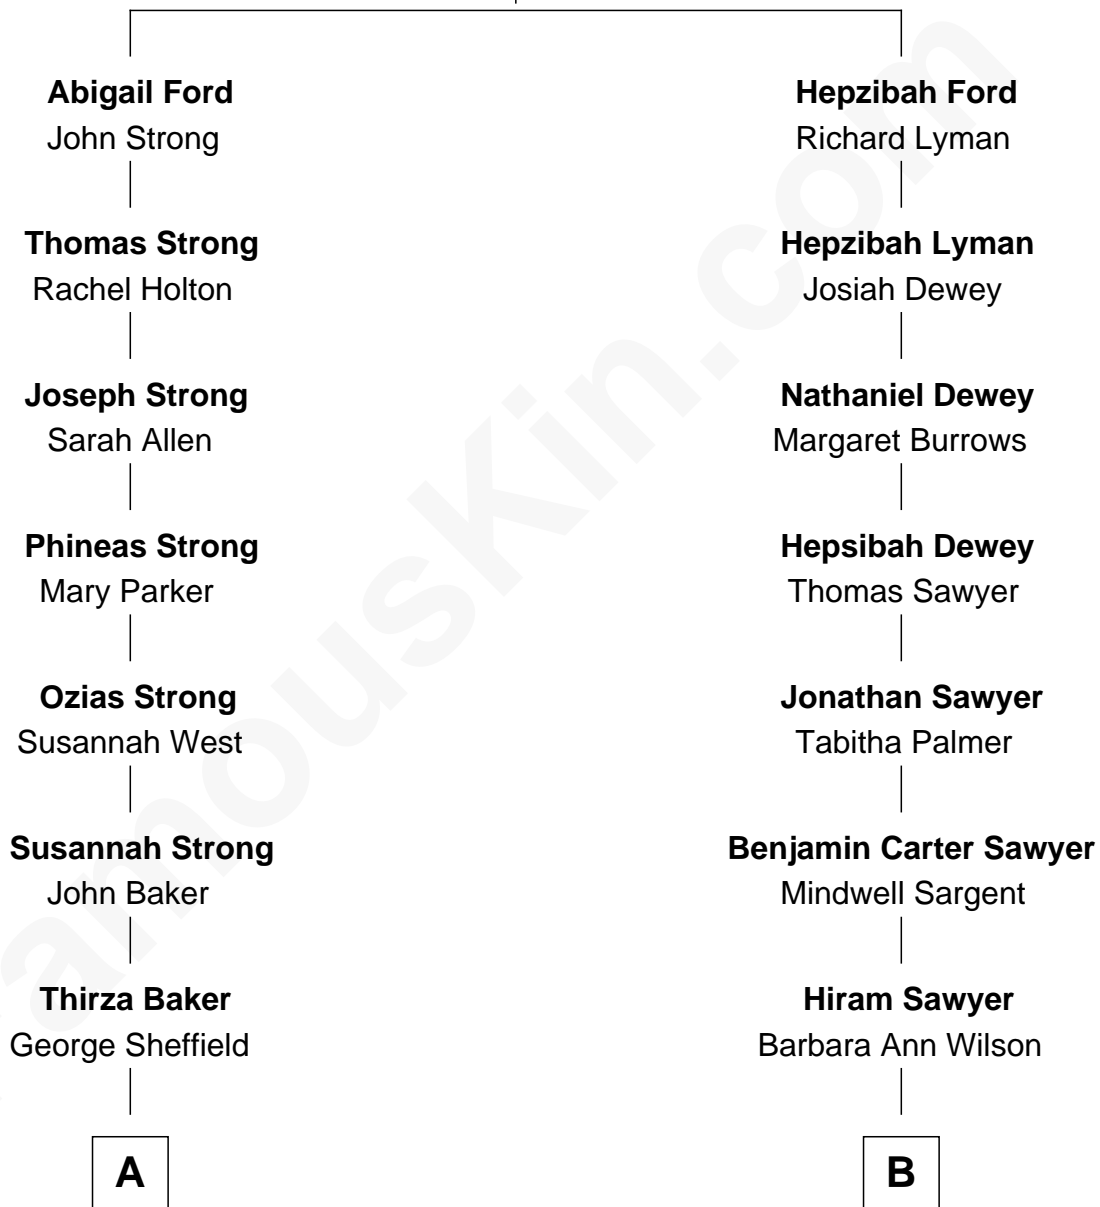 Abigail Ford
John Strong
Thomas Strong
Rachel Holton
Joseph Strong
Sarah Allen
Phineas Strong
Mary Parker
Ozias Strong
Susannah West
Susannah Strong
John Baker
Thirza Baker
George Sheffield
A
Hepzibah Ford
Richard Lyman
Hepzibah Lyman
Josiah Dewey
Nathaniel Dewey
Margaret Burrows
Hepsibah Dewey
Thomas Sawyer
Jonathan Sawyer
Tabitha Palmer
Benjamin Carter Sawyer
Mindwell Sargent
Hiram Sawyer
Barbara Ann Wilson
B
famouskin.com